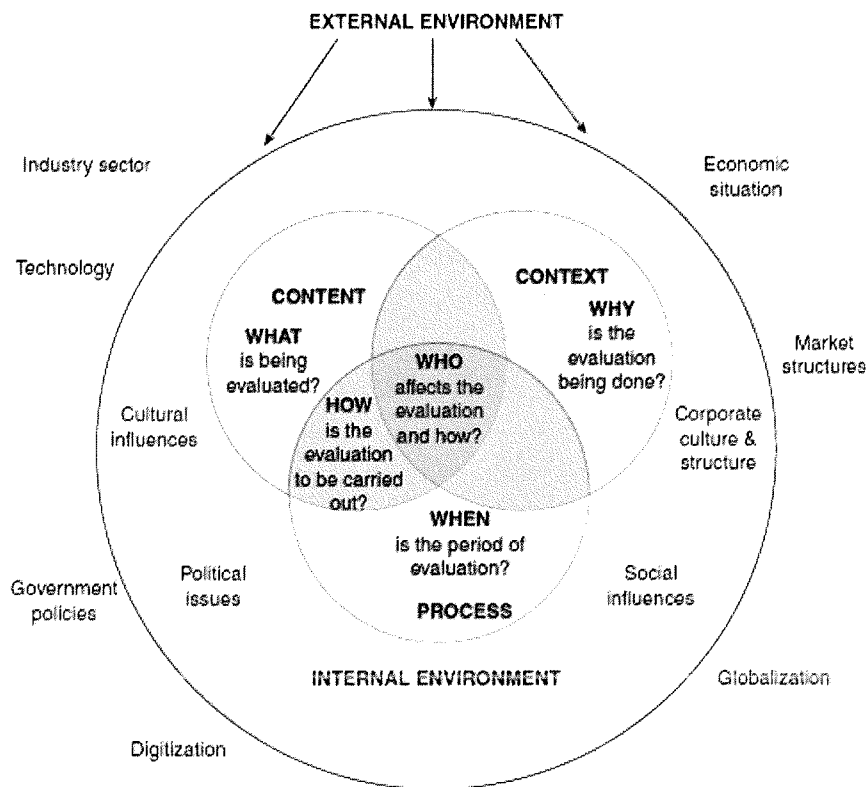 EXTERNAL ENVIRONMENT
Industry sector
Economic
situation
Technology
CONTENT
CONTEXT
WHAT
is being
evaluated?
WHY
is the
evaluation
being done?
Market
structures
WHO
affects the
evaluation
and how?
HOW
is the
evaluation
to be carried
out?
Cultural
influences
Corporate
culture &
structure
WHEN
is the period of
evaluation?
Government
policies
Political
issues
Social
influences
PROCESS
INTERNAL ENVIRONMENT
Globalization
Digitization